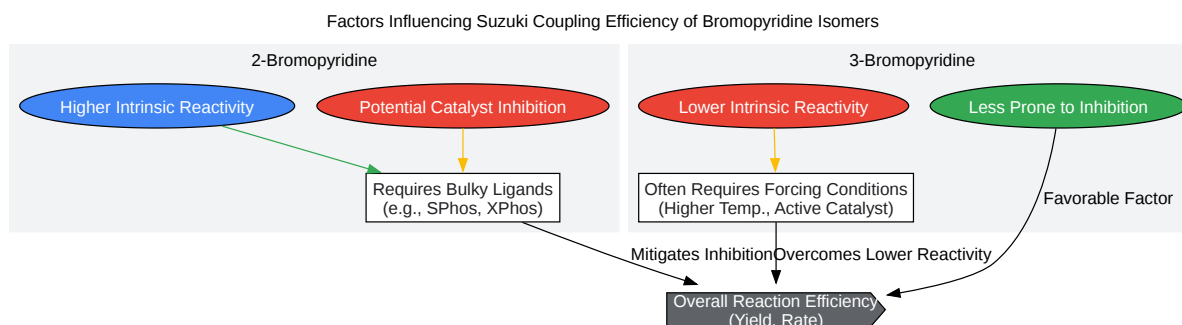 Factors Influencing Suzuki Coupling Efficiency of Bromopyridine Isomers
2-Bromopyridine
3-Bromopyridine
Higher Intrinsic Reactivity
Potential Catalyst Inhibition
Lower Intrinsic Reactivity
Less Prone to Inhibition
Requires Bulky Ligands
(e.g., SPhos, XPhos)
Often Requires Forcing Conditions
(Higher Temp., Active Catalyst)
Favorable Factor
Mitigates Inhibition
Overcomes Lower Reactivity
Overall Reaction Efficiency
(Yield, Rate)